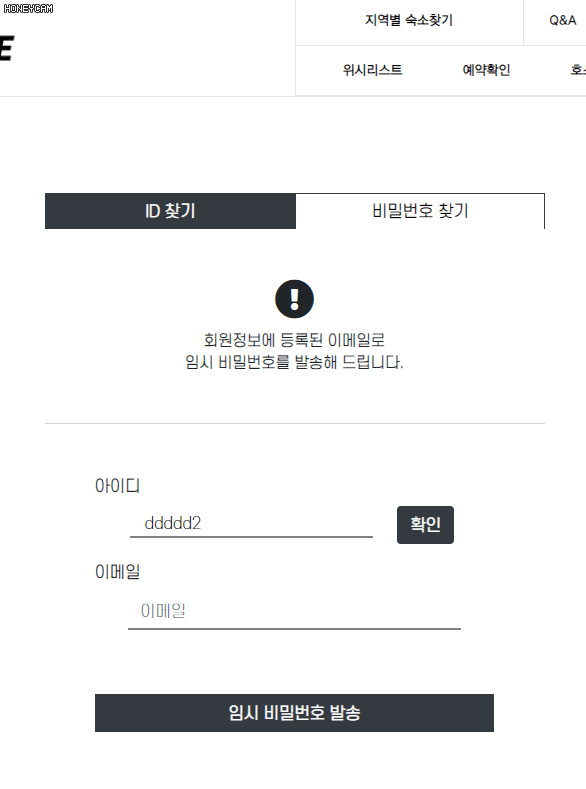 HONEYCAM
E
지역별 숙소찾기
Q&A
위시리스트
예약확인
ID 찾기
비밀번호 찾기
회원정보에 등록된 이메일로
임시 비밀번호를 발송해 드립니다.
아이디
ddddd2
확인
이메일
이메일
임시 비밀번호 발송